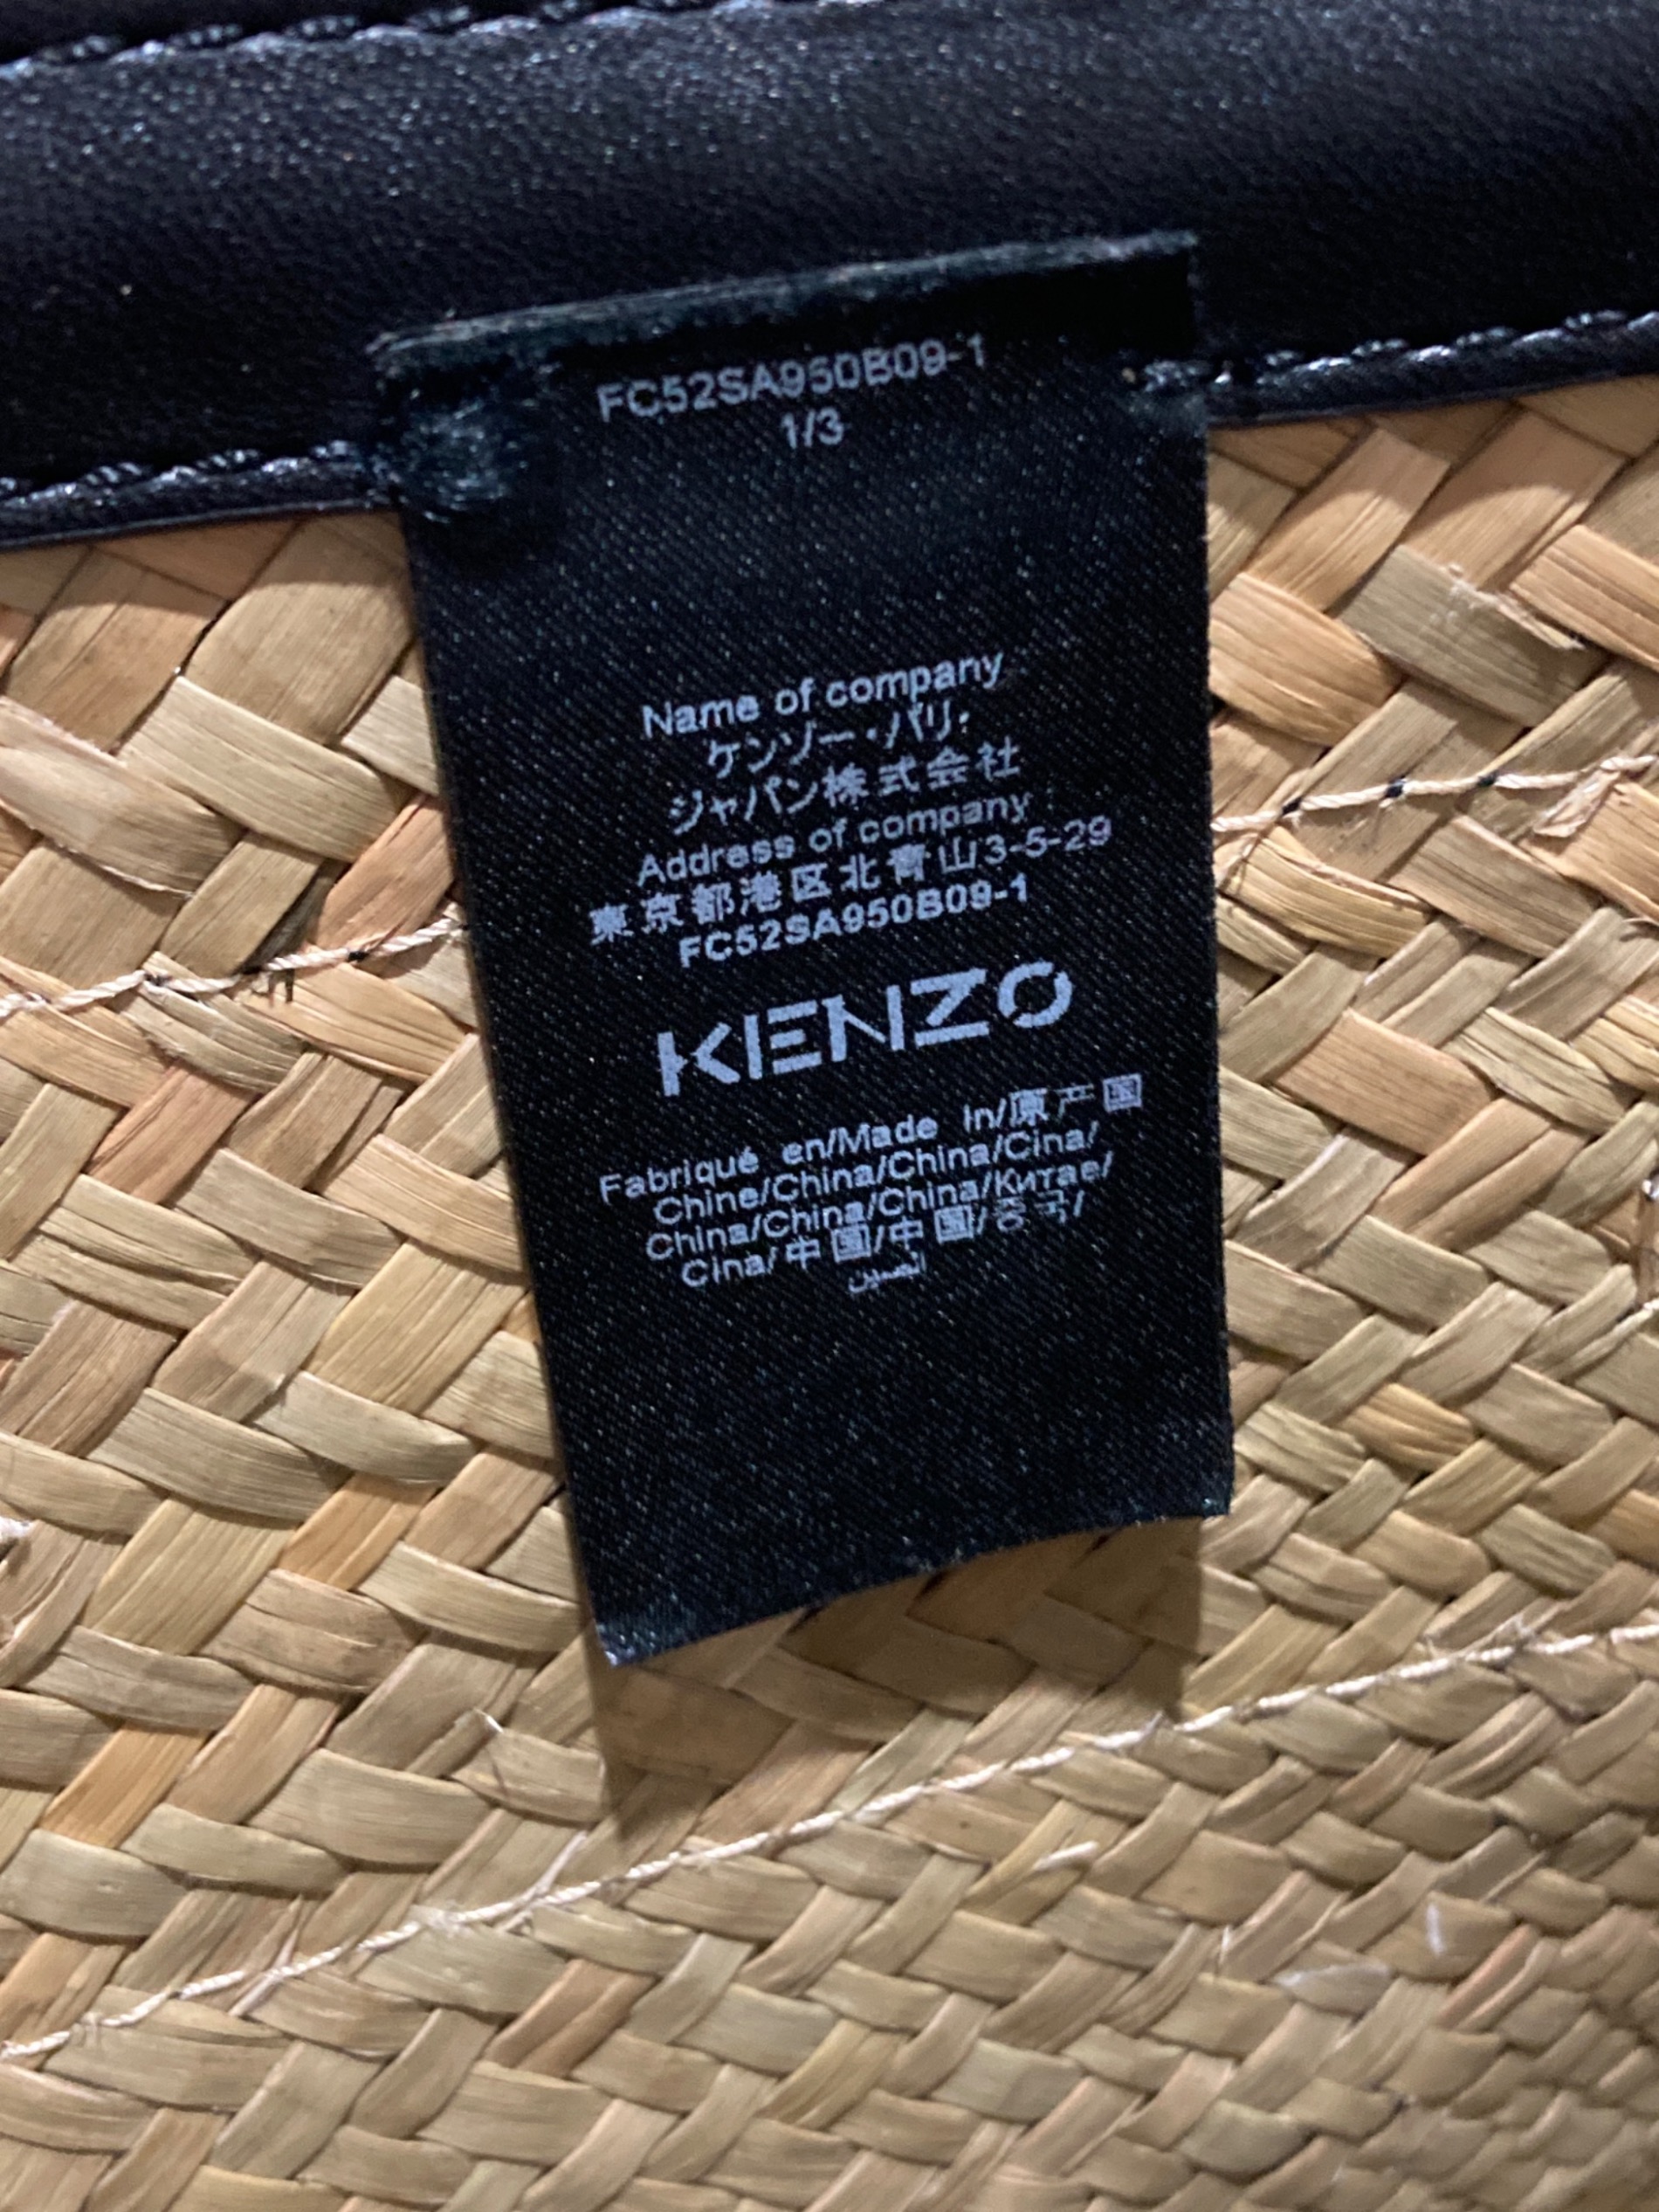 FC52SA950B09-1
1/3
Name of company
ケンゾー・パリ・
ジャパン株式会社
Address of company
東京都港区北青山3-5-29
FC52SA950B09-1
KENZO
Fabriqué en/Made in/原产国
Chine/China/China/Cina/
China/China/China/Китае/
Cina/中国/中国/중국/
الصين